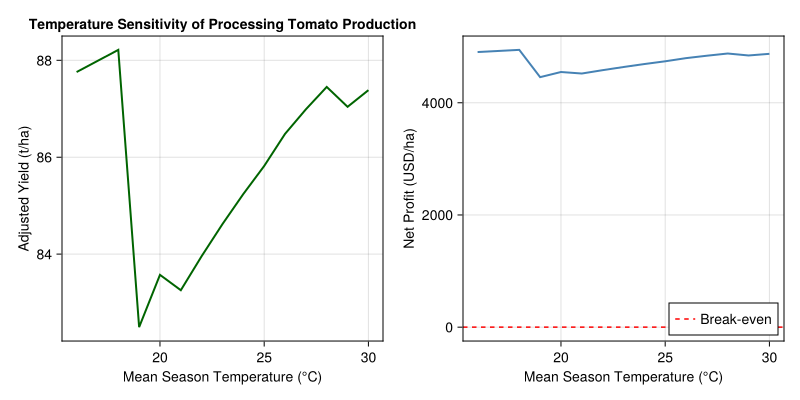 Temperature Sensitivity of Processing Tomato Production
Adjusted Yield (t/ha)
88
86
84
20
25
30
Mean Season Temperature (°C)
Net Profit (USD/ha)
4000
2000
0
Break-even
20
25
30
Mean Season Temperature (°C)